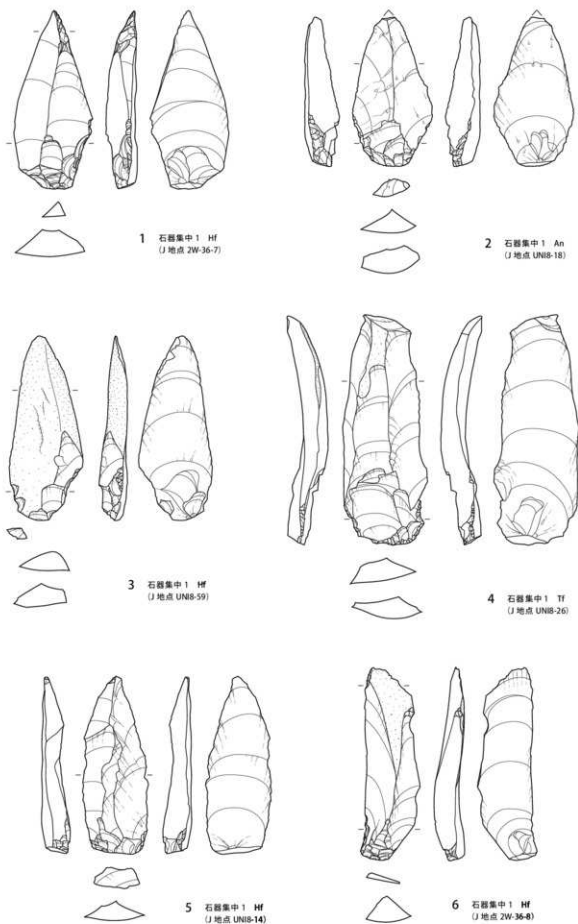 1 石器集中 1 Hf
(J 地点 2W-36-7)
2 石器集中 1 An
(J 地点 UNI8-18)
3 石器集中 1 Hf
(J 地点 UNI8-59)
4 石器集中 1 Tf
(J 地点 UNI8-26)
5 石器集中 1 Hf
(J 地点 UNI8-14)
6 石器集中 1 Hf
(J 地点 2W-36-8)